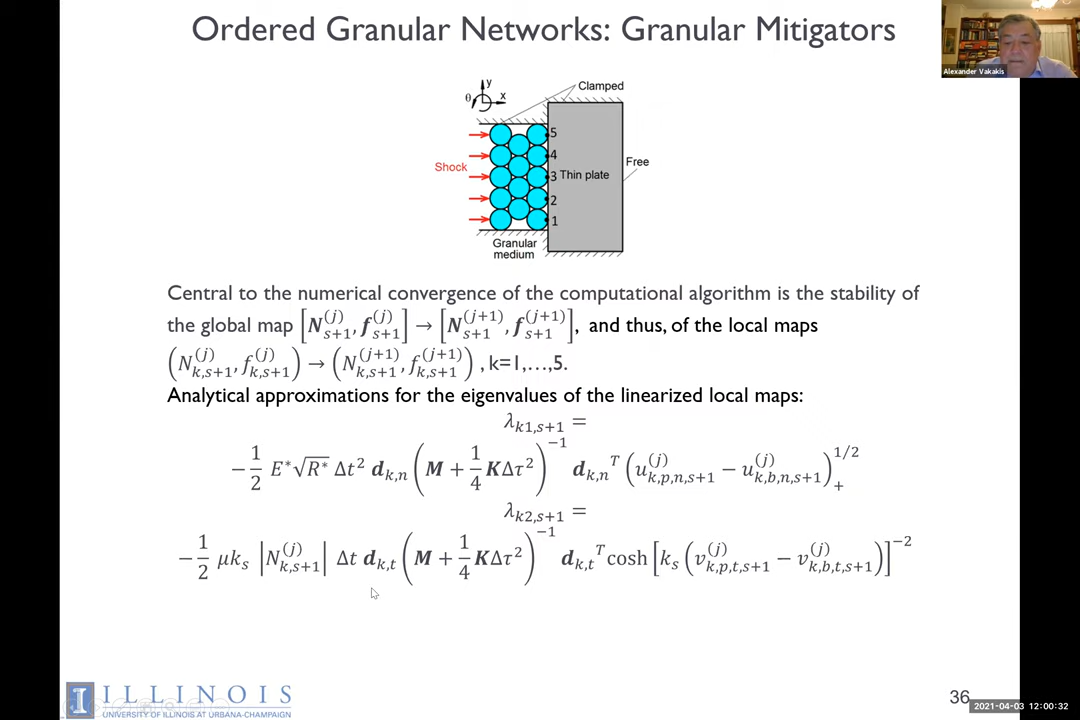 Ordered Granular Networks: Granular Mitigators
Alexander Vakakis
y
θ
x
Clamped
5
4
3 Thin plate
2
1
Free
Shock
Granular
medium
Central to the numerical convergence of the computational algorithm is the stability of
the global map [𝑵_{s+1}^{(j)}, 𝒇_{s+1}^{(j)}] → [𝑵_{s+1}^{(j+1)}, 𝒇_{s+1}^{(j+1)}], and thus, of the local maps
(N_{k,s+1}^{(j)}, f_{k,s+1}^{(j)}) → (N_{k,s+1}^{(j+1)}, f_{k,s+1}^{(j+1)}) , k=1,…,5.
Analytical approximations for the eigenvalues of the linearized local maps:
λ_{k1,s+1} =
−1/2 E*√R* Δt² 𝒅_{k,n} (𝑴 + 1/4 𝑲Δτ²)^{−1} 𝒅_{k,n}^T (u_{k,p,n,s+1}^{(j)} − u_{k,b,n,s+1}^{(j)})_+^{1/2}
λ_{k2,s+1} =
−1/2 μk_s |N_{k,s+1}^{(j)}| Δt 𝒅_{k,t} (𝑴 + 1/4 𝑲Δτ²)^{−1} 𝒅_{k,t}^T cosh [k_s (v_{k,p,t,s+1}^{(j)} − v_{k,b,t,s+1}^{(j)})]^{−2}
I ILLINOIS
UNIVERSITY OF ILLINOIS AT URBANA-CHAMPAIGN
36
2021-04-03 12:00:32